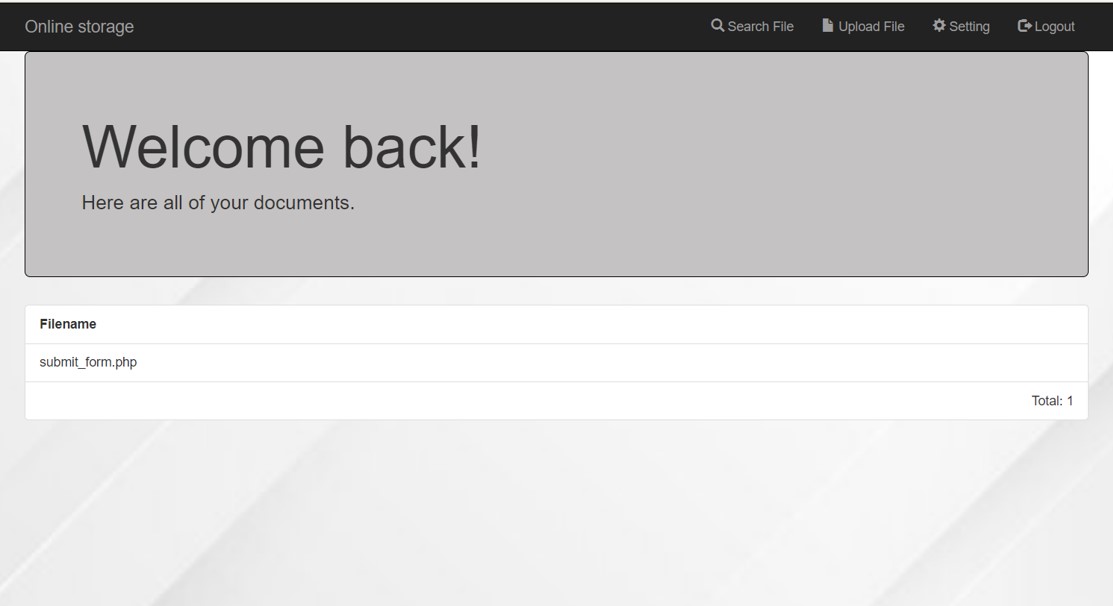 Online storage Search File Upload File Setting Logout
Welcome back!
Here are all of your documents.
Filename
submit_form.php
Total: 1